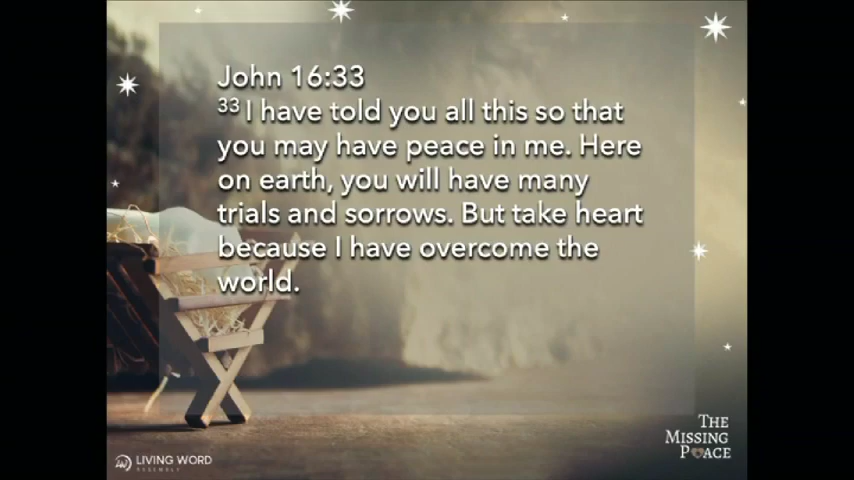 John 16:33
33 I have told you all this so that
you may have peace in me. Here
on earth, you will have many
trials and sorrows. But take heart
because I have overcome the
world.
THE
MISSING
PEACE
LIVING WORD
ASSEMBLY